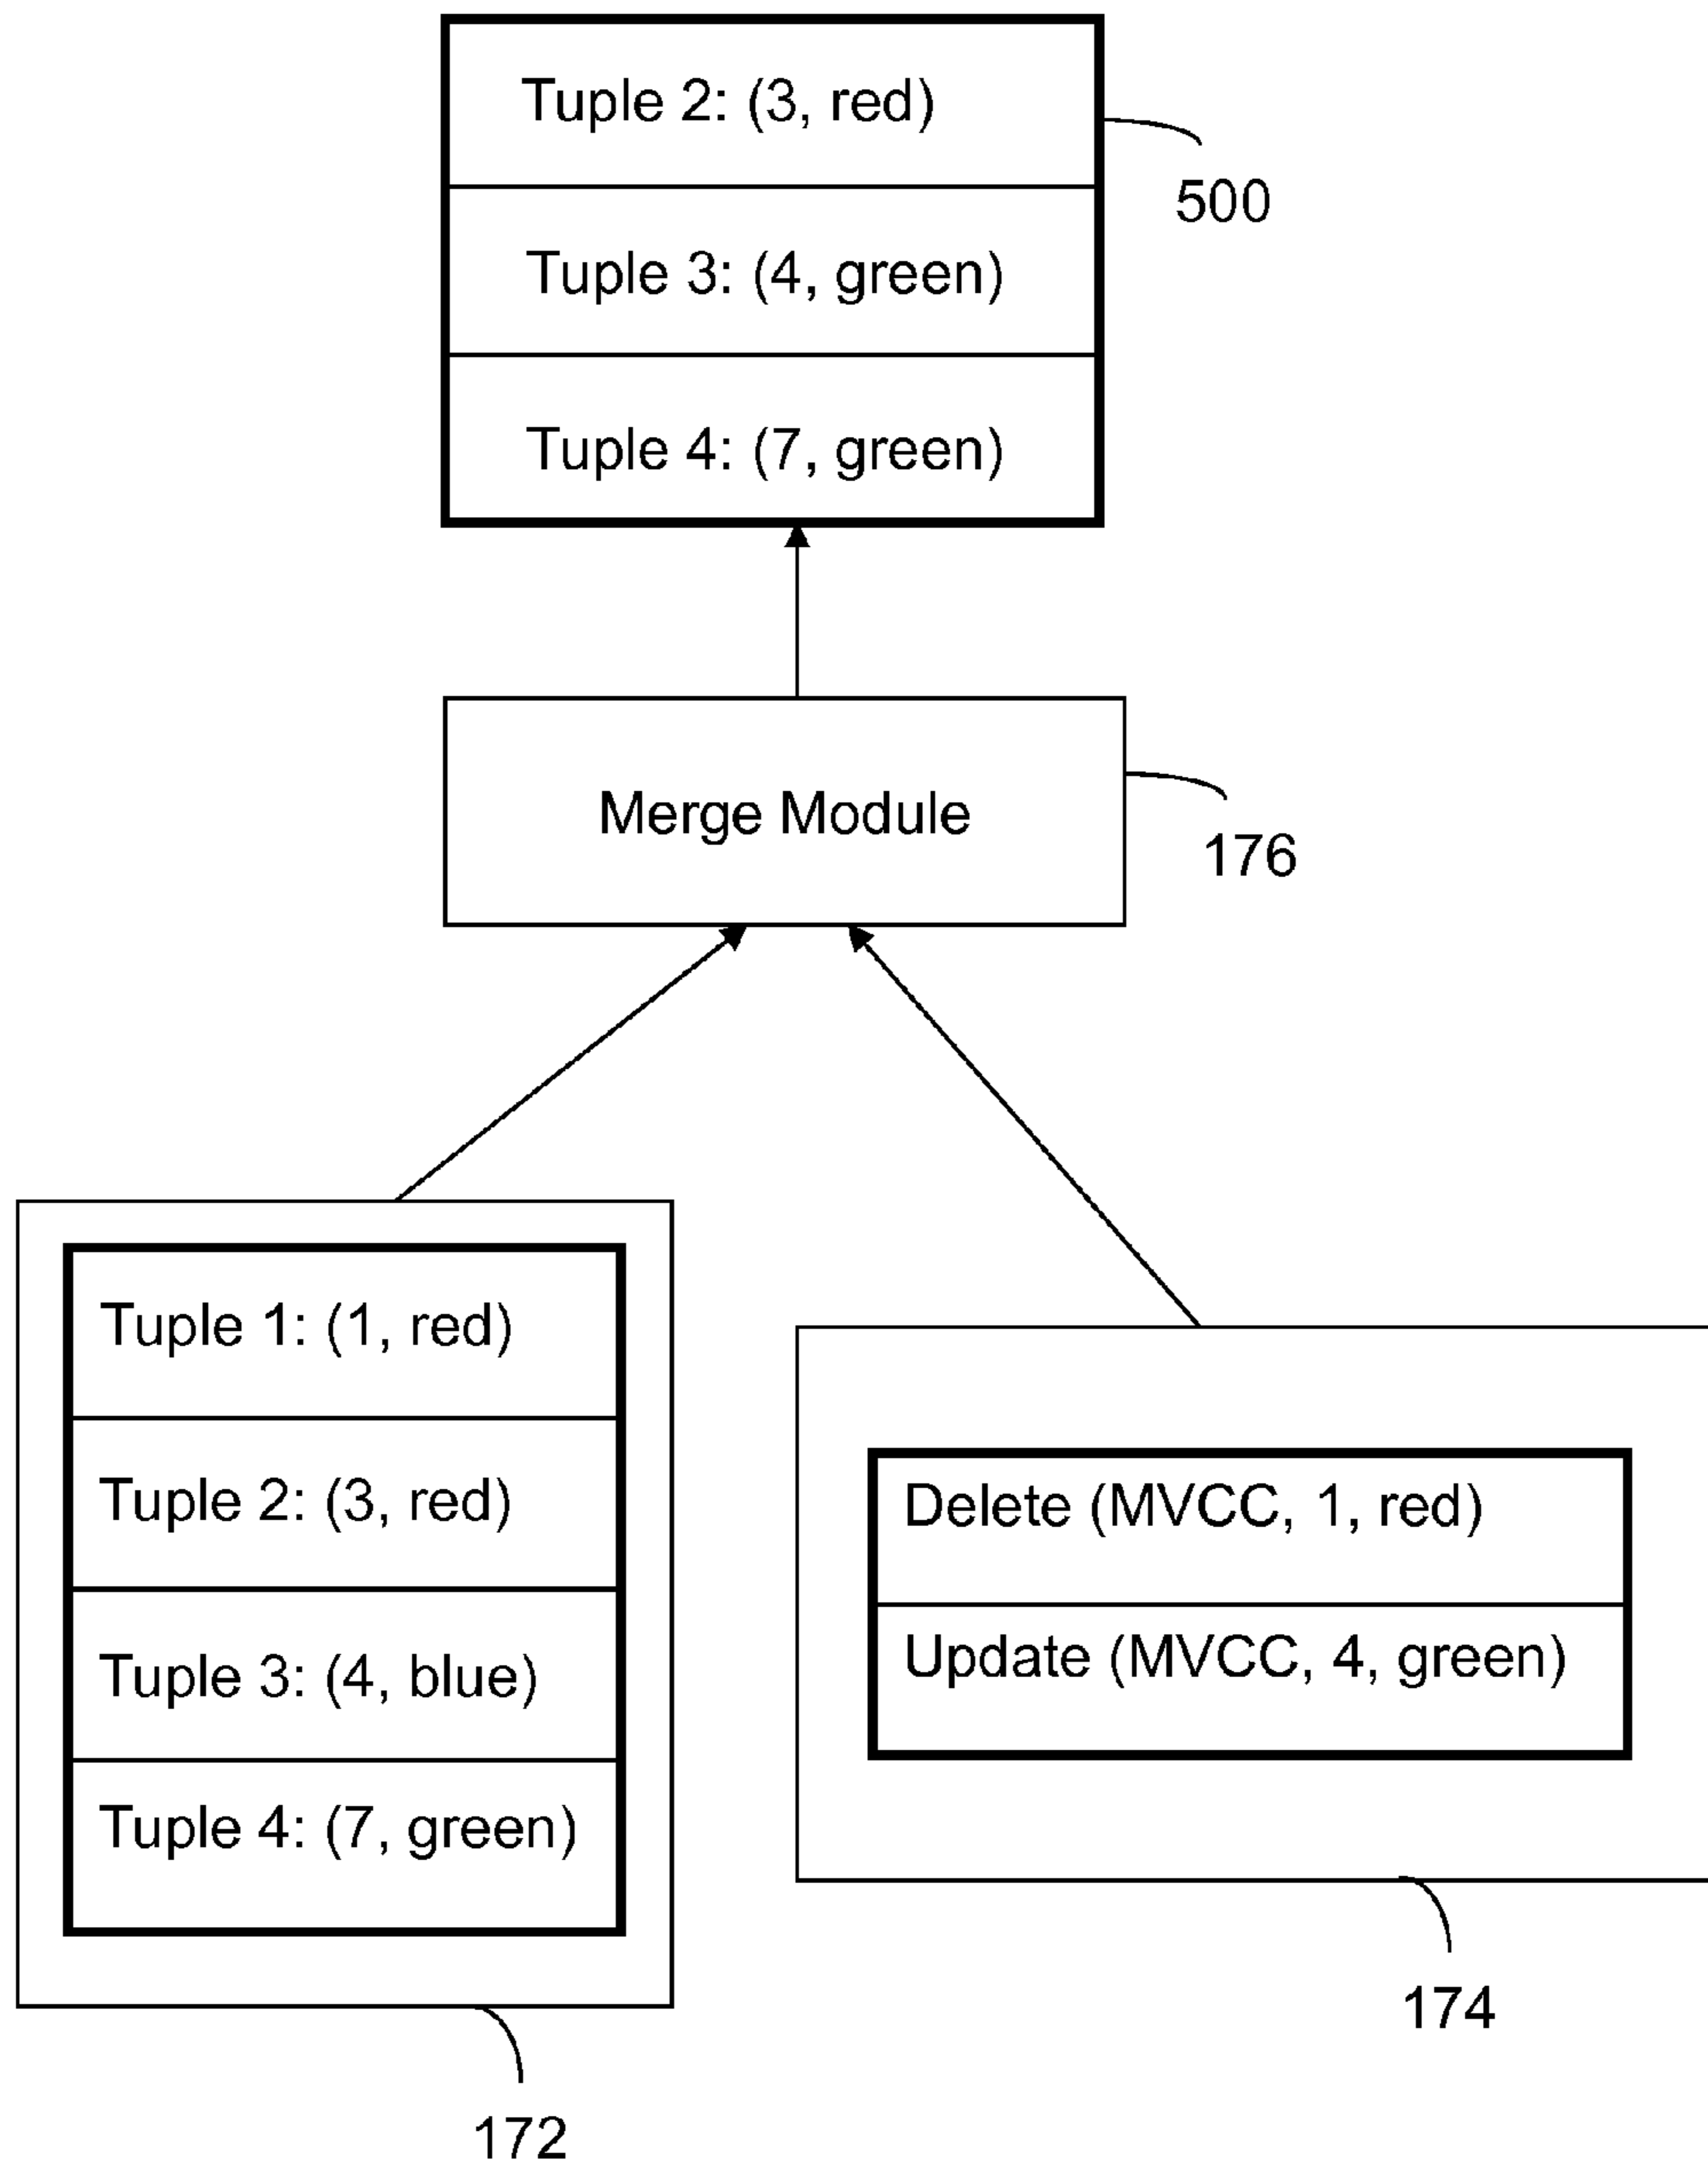 Tuple 2: (3, red)
500
Tuple 3: (4, green)
Tuple 4: (7, green)
Merge Module
176
Tuple 1: (1, red)
Tuple 2: (3, red)
Tuple 3: (4, blue)
Tuple 4: (7, green)
172
Delete (MVCC, 1, red)
Update (MVCC, 4, green)
174